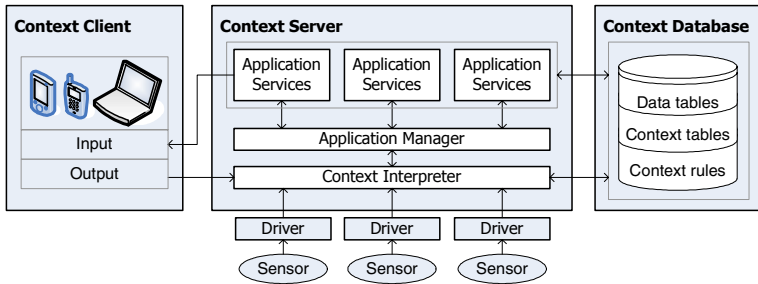 Context Client
Input
Output
Context Server
Application
Services
Application
Services
Application
Services
Application Manager
Context Interpreter
Driver
Driver
Driver
Sensor
Sensor
Sensor
Context Database
Data tables
Context tables
Context rules